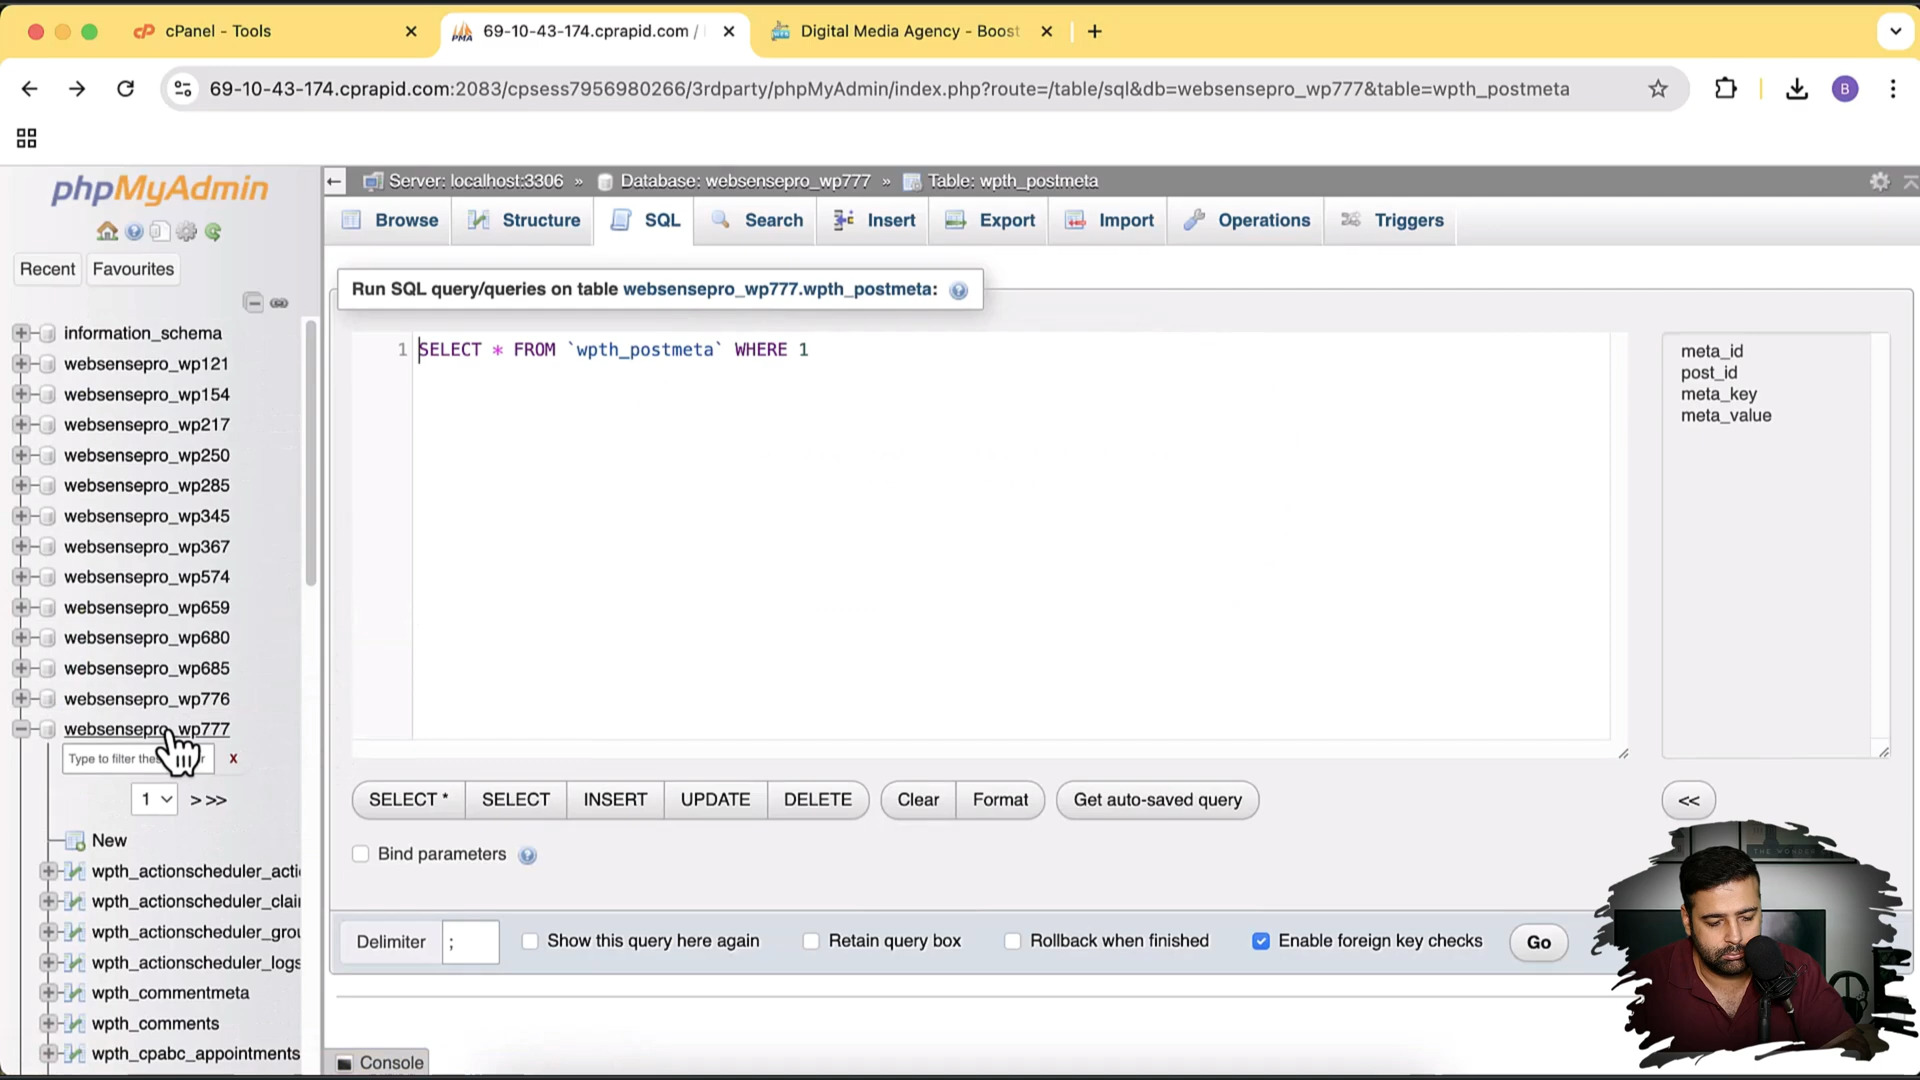 cPanel - Tools
69-10-43-174.cprapid.com /
Digital Media Agency - Boost
69-10-43-174.cprapid.com:2083/cpsess7956980266/3rdparty/phpMyAdmin/index.php?route=/table/sql&db=websensepro_wp777&table=wpth_postmeta
B
phpMyAdmin
Recent
Favourites
information_schema
websensepro_wp121
websensepro_wp154
websensepro_wp217
websensepro_wp250
websensepro_wp285
websensepro_wp345
websensepro_wp367
websensepro_wp574
websensepro_wp659
websensepro_wp680
websensepro_wp685
websensepro_wp776
websensepro_wp777
Type to filter the r X
1 > >>
New
wpth_actionscheduler_acti
wpth_actionscheduler_clai
wpth_actionscheduler_grou
wpth_actionscheduler_logs
wpth_commentmeta
wpth_comments
wpth_cpabc_appointments
Server: localhost:3306 » Database: websensepro_wp777 » Table: wpth_postmeta
Browse
Structure
SQL
Search
Insert
Export
Import
Operations
Triggers
Run SQL query/queries on table websensepro_wp777.wpth_postmeta:
1 SELECT * FROM `wpth_postmeta` WHERE 1
meta_id
post_id
meta_key
meta_value
SELECT *
SELECT
INSERT
UPDATE
DELETE
Clear
Format
Get auto-saved query
<<
Bind parameters
Delimiter ;
Show this query here again
Retain query box
Rollback when finished
Enable foreign key checks
Go
Console
THE WONDER